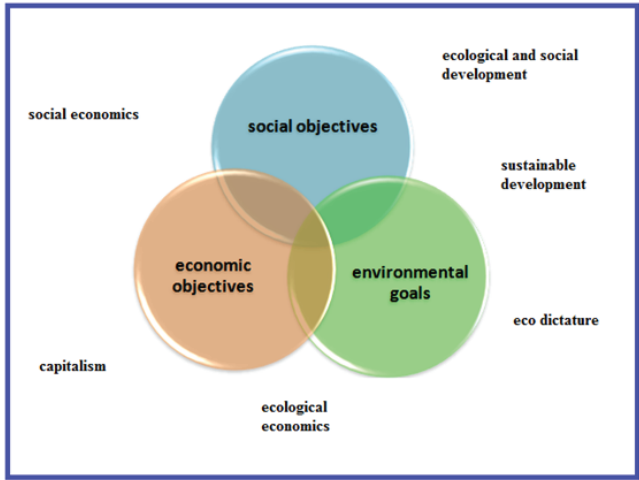 ecological and social
development
social economics
social objectives
sustainable
development
economic
objectives
environmental
goals
eco dictature
capitalism
ecological
economics